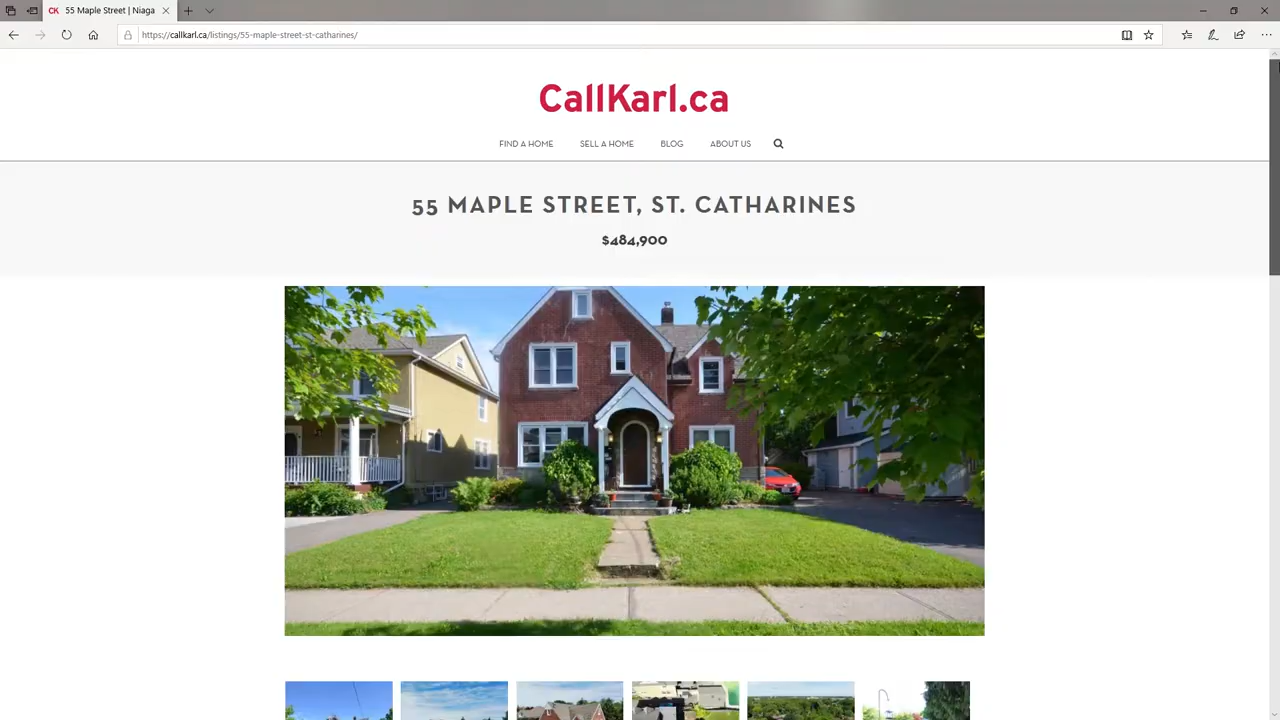 CK 55 Maple Street | Niaga
https://callkarl.ca/listings/55-maple-street-st-catharines/
CallKarl.ca
FIND A HOME SELL A HOME BLOG ABOUT US
55 MAPLE STREET, ST. CATHARINES
$484,900